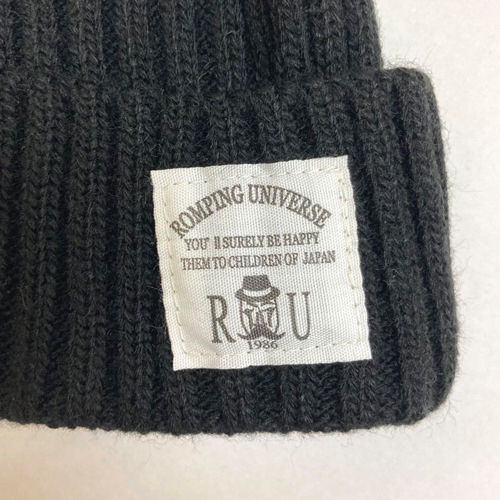 ROMPING UNIVERSE
YOU' ll SURELY BE HAPPY
THEM TO CHILDREN OF JAPAN
R U
1986